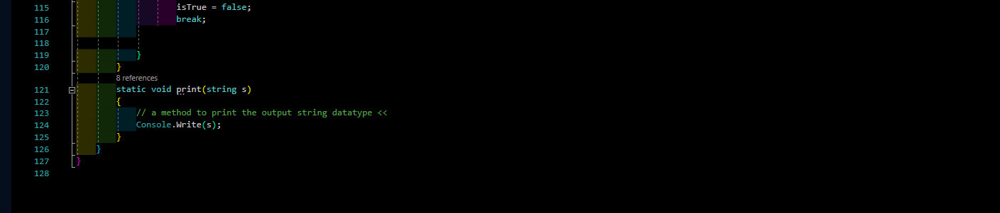 115 isTrue = false;
116 break;
117
118
119 }
120 }
8 references
121 static void print(string s)
122 {
123 // a method to print the output string datatype <<
124 Console.Write(s);
125 }
126 }
127 }
128